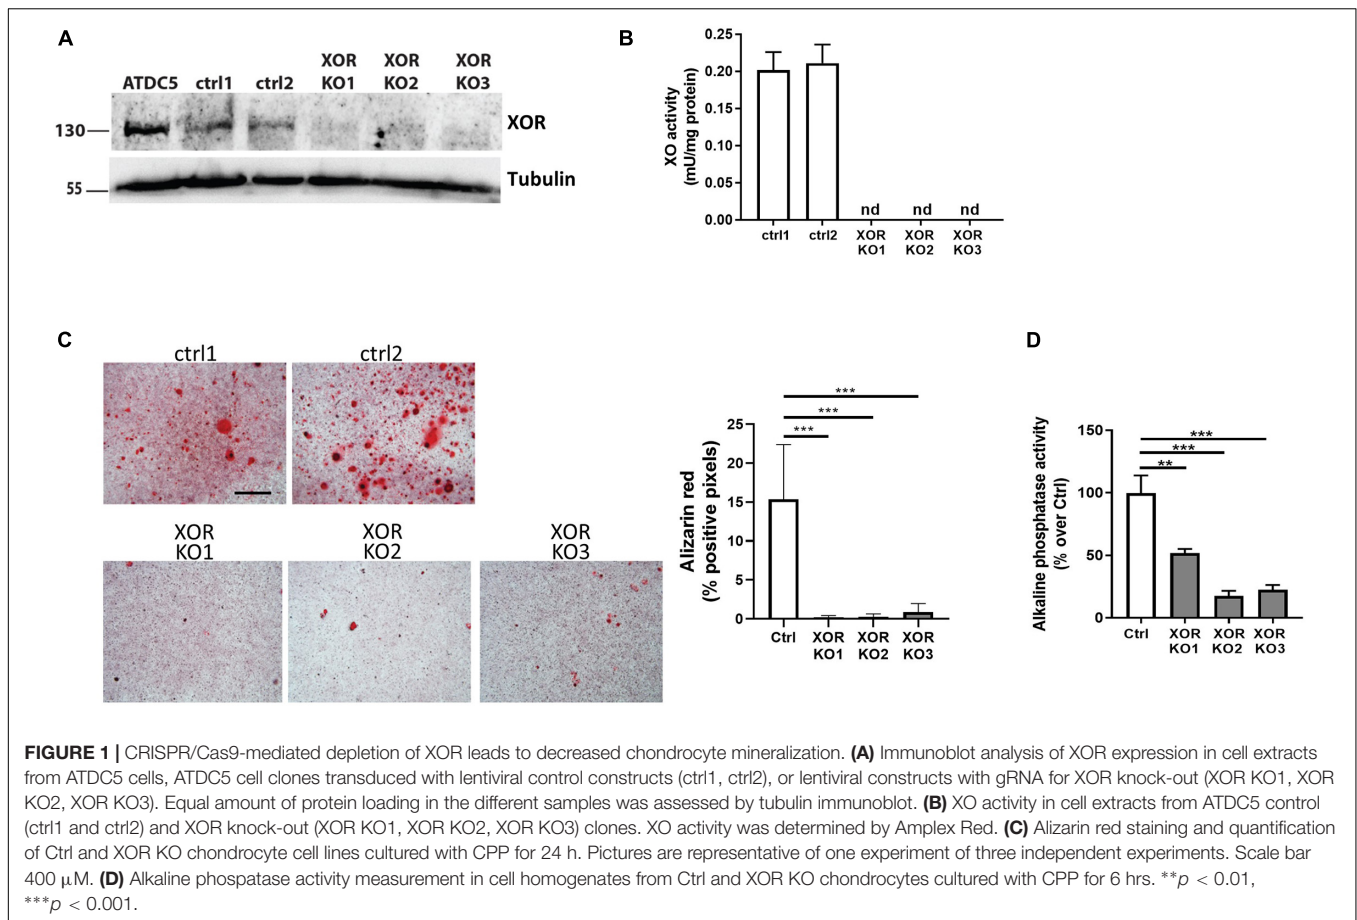 A
ATDC5 ctrl1 ctrl2 XOR KO1 XOR KO2 XOR KO3
130
XOR
55
Tubulin
B
XO activity
(mU/mg protein)
0.25
0.20
0.15
0.10
0.05
0.00
nd nd nd
ctrl1 ctrl2 XOR KO1 XOR KO2 XOR KO3
C
ctrl1 ctrl2
XOR KO1 XOR KO2 XOR KO3
Alizarin red
(% positive pixels)
25
20
15
10
5
0
***
***
***
Ctrl XOR KO1 XOR KO2 XOR KO3
D
Alkaline phosphatase activity
(% over Ctrl)
150
100
50
0
***
***
**
Ctrl XOR KO1 XOR KO2 XOR KO3
FIGURE 1 | CRISPR/Cas9-mediated depletion of XOR leads to decreased chondrocyte mineralization. (A) Immunoblot analysis of XOR expression in cell extracts
from ATDC5 cells, ATDC5 cell clones transduced with lentiviral control constructs (ctrl1, ctrl2), or lentiviral constructs with gRNA for XOR knock-out (XOR KO1, XOR
KO2, XOR KO3). Equal amount of protein loading in the different samples was assessed by tubulin immunoblot. (B) XO activity in cell extracts from ATDC5 control
(ctrl1 and ctrl2) and XOR knock-out (XOR KO1, XOR KO2, XOR KO3) clones. XO activity was determined by Amplex Red. (C) Alizarin red staining and quantification
of Ctrl and XOR KO chondrocyte cell lines cultured with CPP for 24 h. Pictures are representative of one experiment of three independent experiments. Scale bar
400 μM. (D) Alkaline phospatase activity measurement in cell homogenates from Ctrl and XOR KO chondrocytes cultured with CPP for 6 hrs. **p < 0.01,
***p < 0.001.